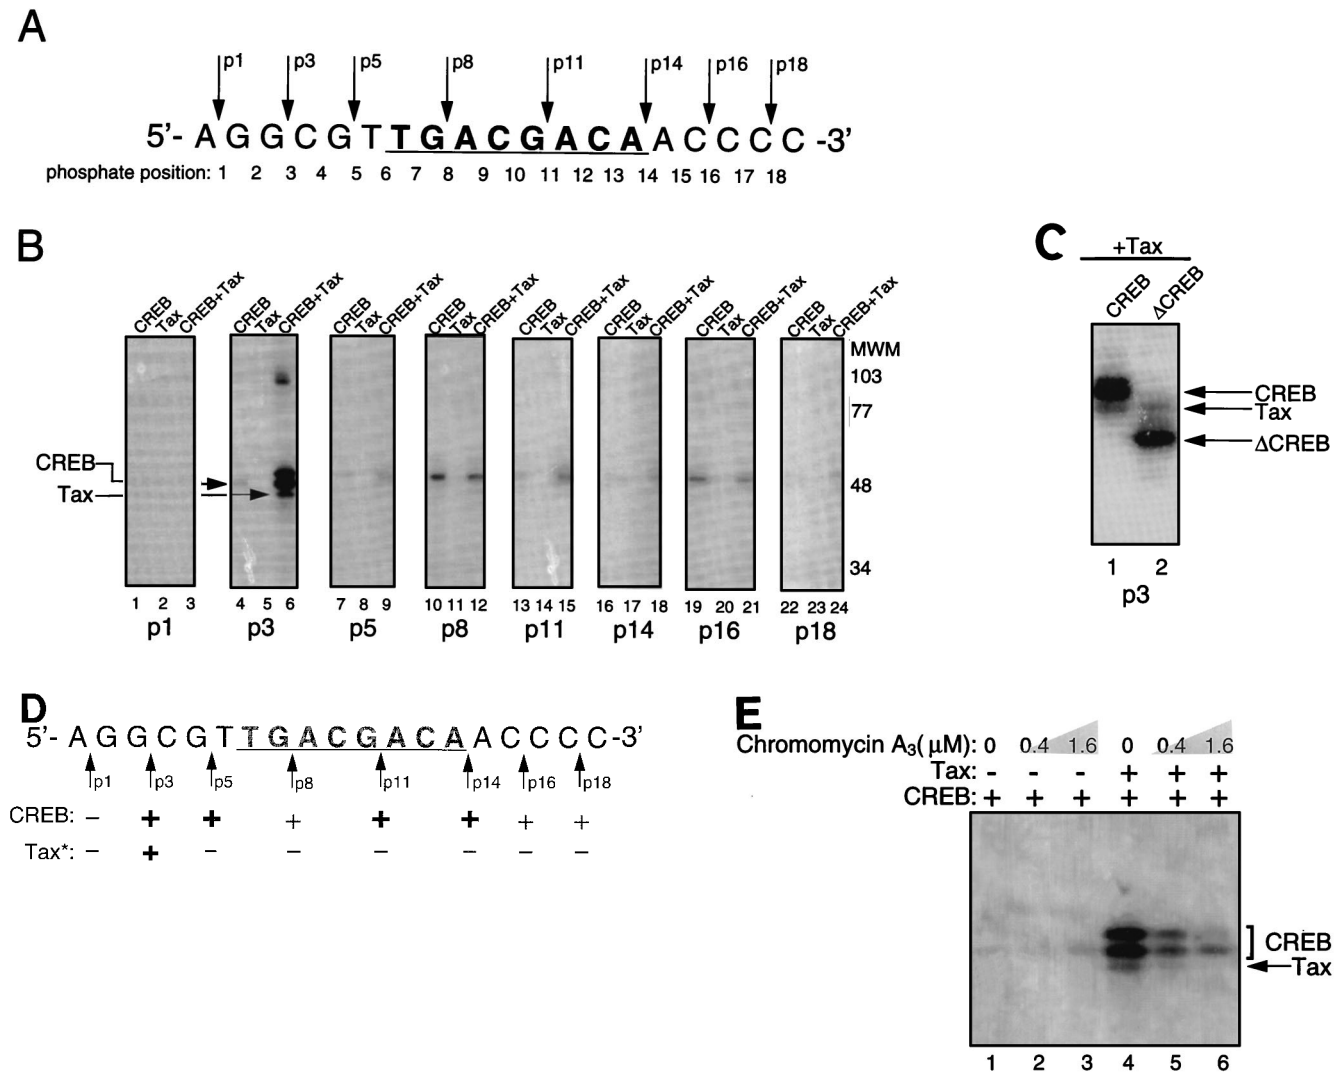 A
p1 p3 p5 p8 p11 p14 p16 p18
5'- A G G C G T T G A C G A C A A C C C C -3'
phosphate position: 1 2 3 4 5 6 7 8 9 10 11 12 13 14 15 16 17 18
B
CREB Tax CREB+Tax CREB Tax CREB+Tax CREB Tax CREB+Tax CREB Tax CREB+Tax CREB Tax CREB+Tax CREB Tax CREB+Tax CREB Tax CREB+Tax CREB Tax CREB+Tax
MWM
103
77
CREB
Tax
48
34
1 2 3 4 5 6 7 8 9 10 11 12 13 14 15 16 17 18 19 20 21 22 23 24
p1 p3 p5 p8 p11 p14 p16 p18
C
+Tax
CREB ΔCREB
CREB
Tax
ΔCREB
1 2
p3
D
5'- A G G C G T T G A C G A C A A C C C C -3'
p1 p3 p5 p8 p11 p14 p16 p18
CREB: − + + + + + + +
Tax*: − + − − − − − −
E
Chromomycin A3( μM): 0 0.4 1.6 0 0.4 1.6
Tax: - - - + + +
CREB: + + + + + +
CREB
Tax
1 2 3 4 5 6